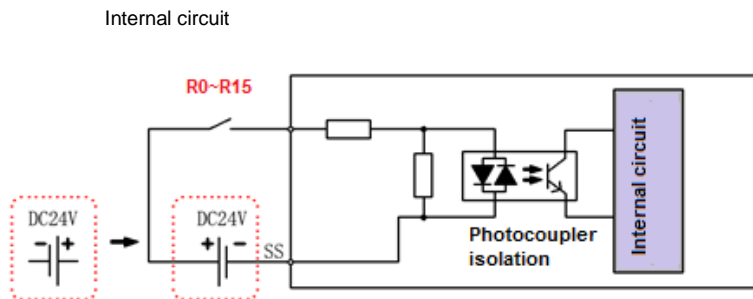 Internal circuit
R0~R15
DC24V
- +
DC24V
+ -
SS
Photocoupler
isolation
Internal circuit